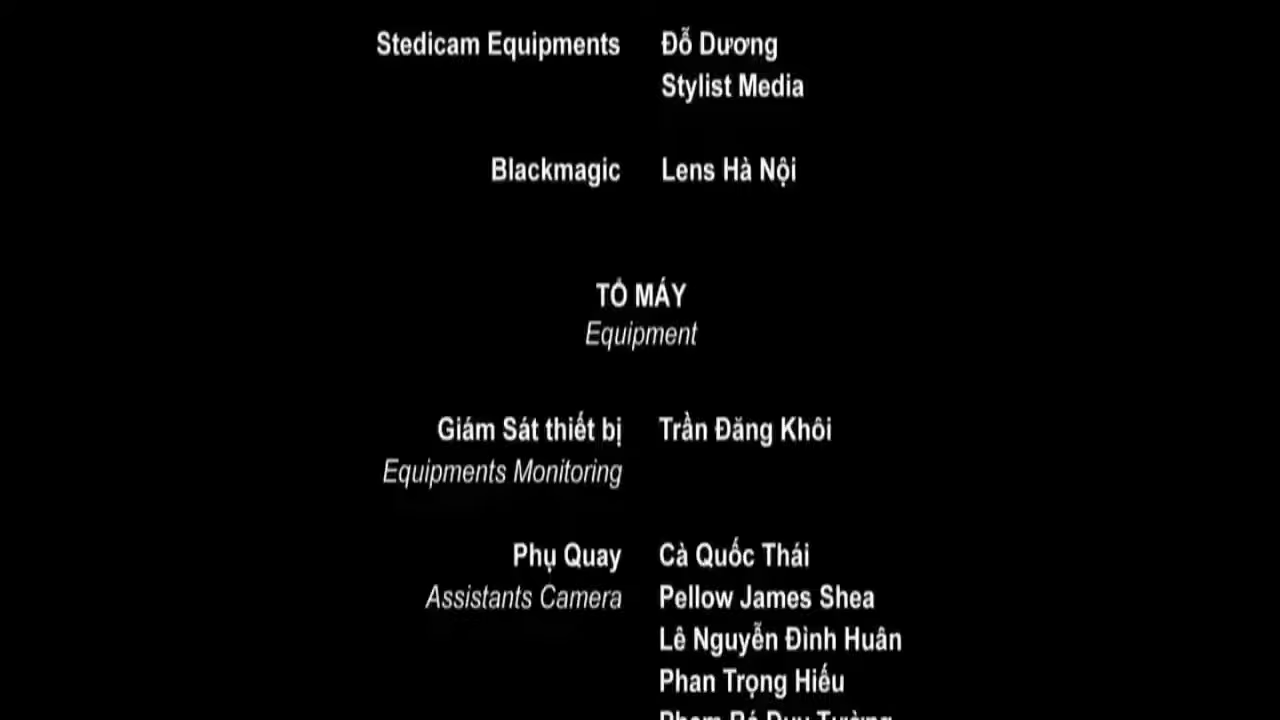 Stedicam Equipments Đỗ Dương
Stylist Media
Blackmagic Lens Hà Nội
TỔ MÁY
Equipment
Giám Sát thiết bị Trần Đăng Khôi
Equipments Monitoring
Phụ Quay Cà Quốc Thái
Assistants Camera Pellow James Shea
Lê Nguyễn Đình Huân
Phan Trọng Hiếu